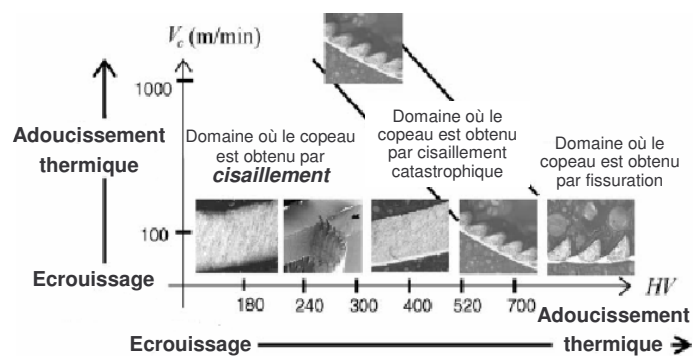 V_c (m/min)
1000
Adoucissement
thermique
Domaine où le copeau
est obtenu par
cisaillement
Domaine où le
copeau est obtenu
par cisaillement
catastrophique
Domaine où le
copeau est obtenu
par fissuration
100
Ecrouissage
180
240
300
400
520
700
HV
Ecrouissage
Adoucissement
thermique